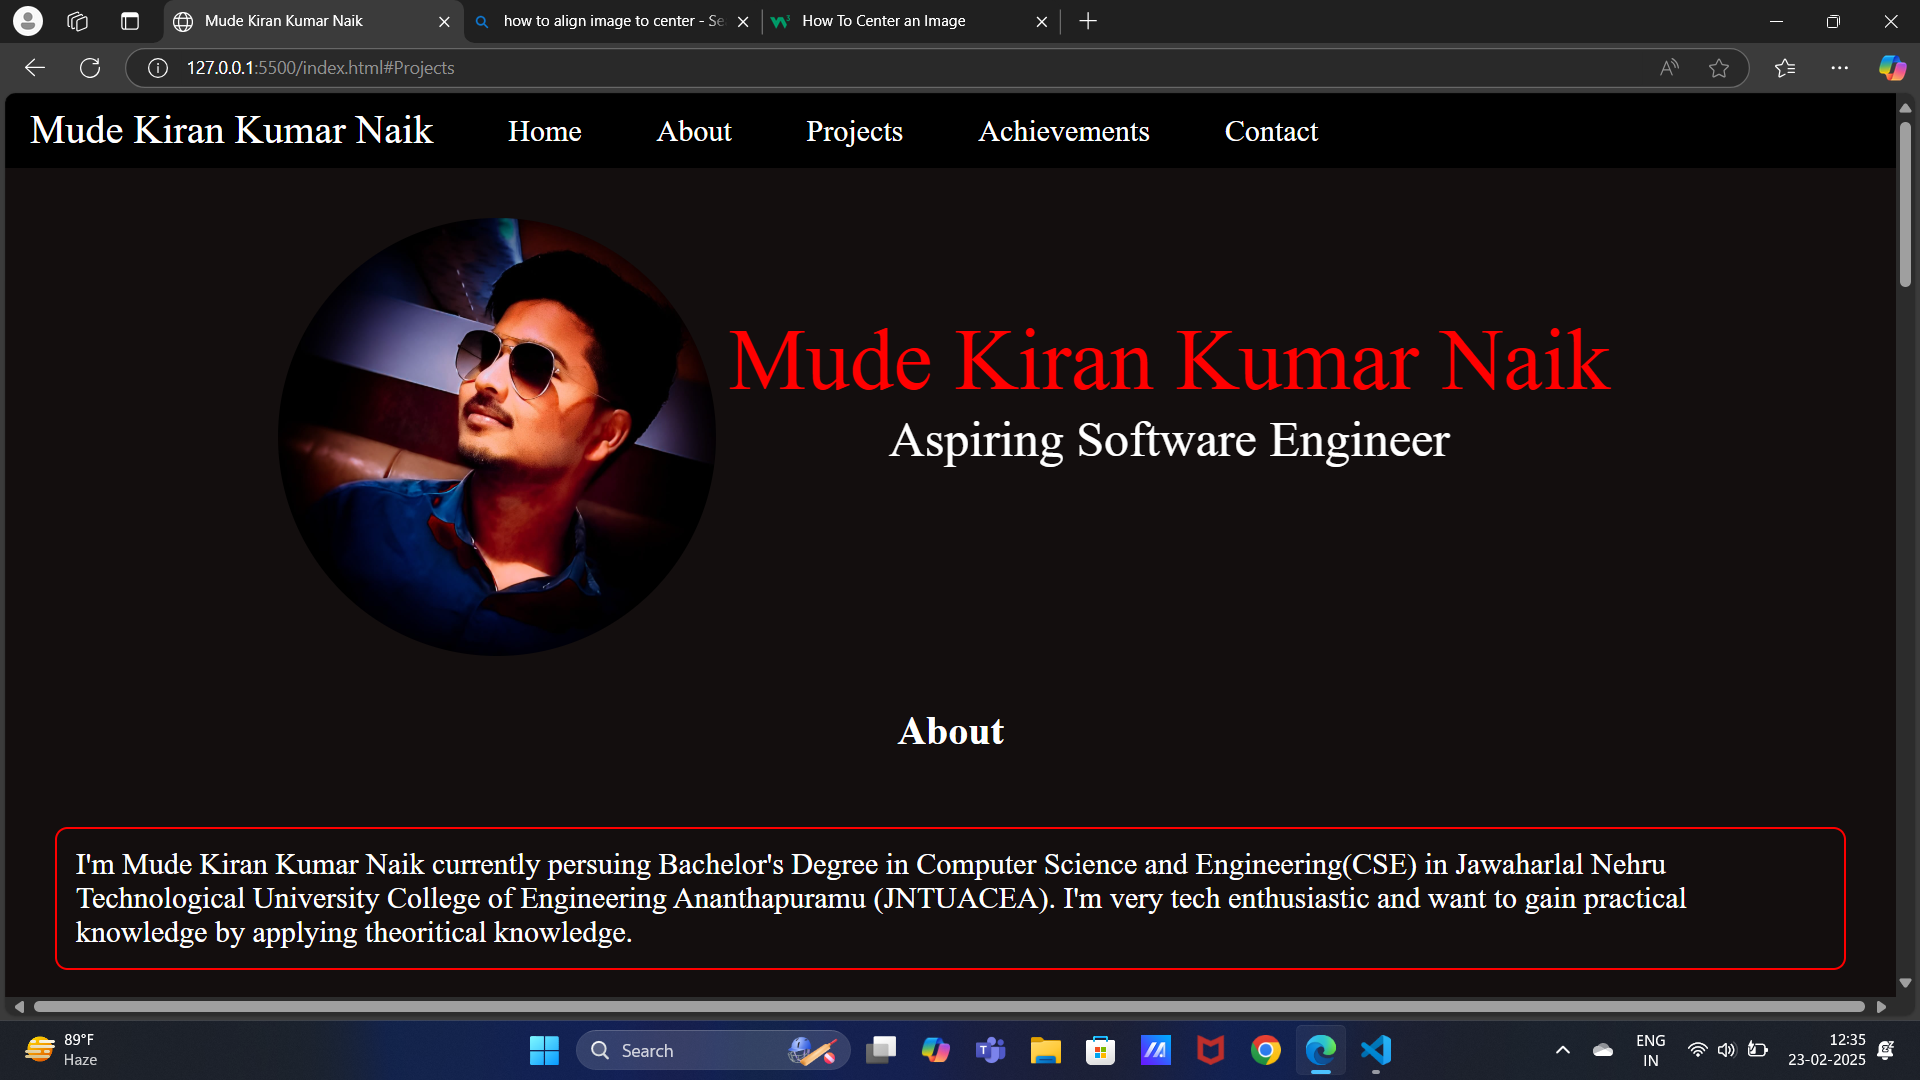 Mude Kiran Kumar Naik
how to align image to center - Se
How To Center an Image
127.0.0.1:5500/index.html#Projects
Mude Kiran Kumar Naik Home About Projects Achievements Contact
Mude Kiran Kumar Naik
Aspiring Software Engineer
About
I'm Mude Kiran Kumar Naik currently persuing Bachelor's Degree in Computer Science and Engineering(CSE) in Jawaharlal Nehru
Technological University College of Engineering Ananthapuramu (JNTUACEA). I'm very tech enthusiastic and want to gain practical
knowledge by applying theoritical knowledge.
89°F
Haze
Search
ENG
IN
12:35
23-02-2025